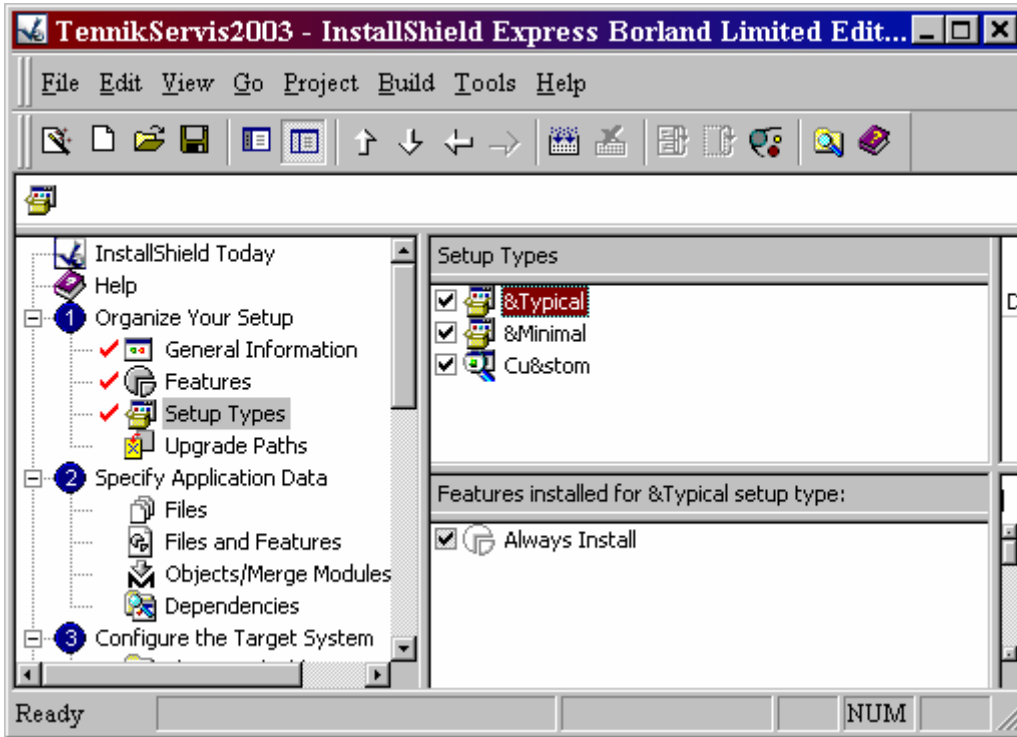 TennikServis2003 - InstallShield Express Borland Limited Edit...
File Edit View Go Project Build Tools Help
InstallShield Today
Help
1 Organize Your Setup
General Information
Features
Setup Types
Upgrade Paths
2 Specify Application Data
Files
Files and Features
Objects/Merge Modules
Dependencies
3 Configure the Target System
Setup Types
&Typical
&Minimal
Cu&stom
Features installed for &Typical setup type:
Always Install
D
Ready
NUM